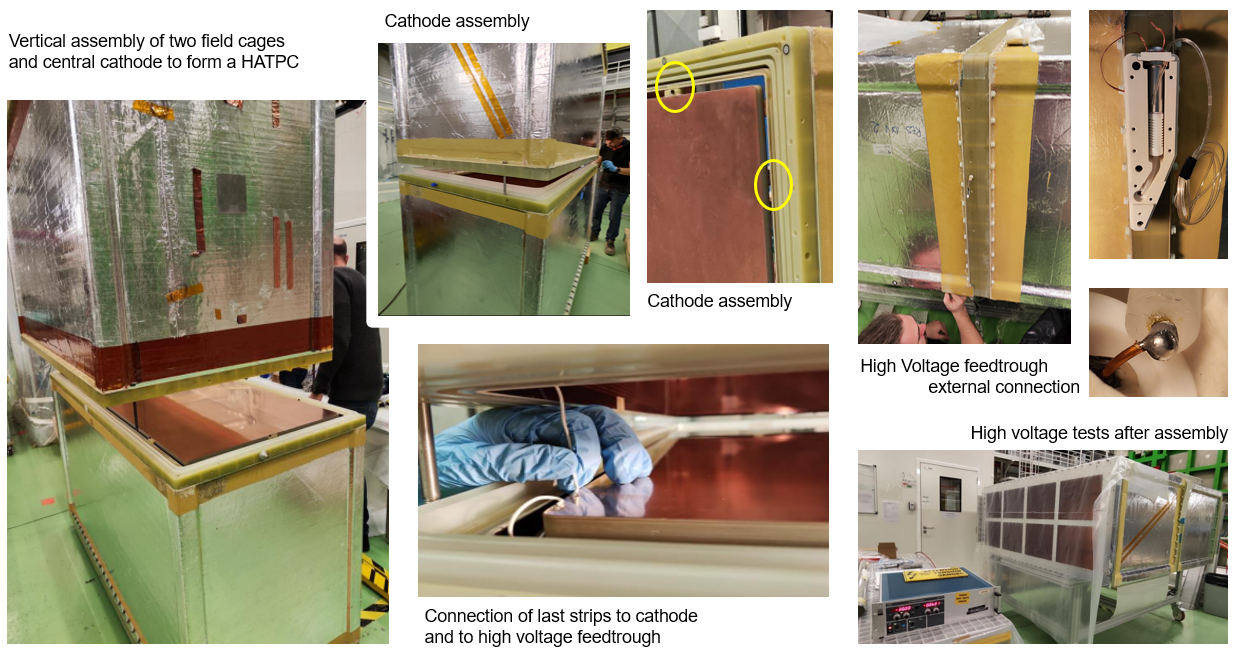 Vertical assembly of two field cages
and central cathode to form a HATPC
Cathode assembly
Cathode assembly
High Voltage feedtrough
external connection
High voltage tests after assembly
Connection of last strips to cathode
and to high voltage feedtrough